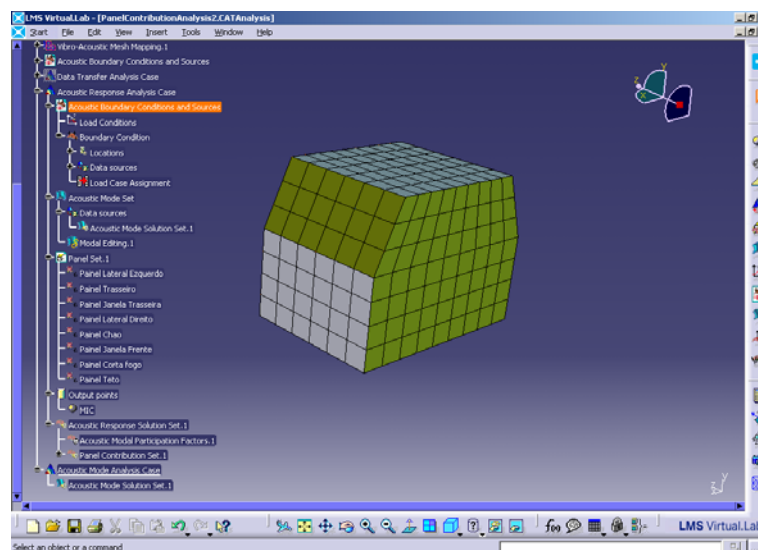 LMS Virtual.Lab - [PanelContributionAnalysis2.CATAnalysis]
Start File Edit View Insert Tools Window Help
Vibro-Acoustic Mesh Mapping.1
Acoustic Boundary Conditions and Sources
Data Transfer Analysis Case
Acoustic Response Analysis Case
Acoustic Boundary Conditions and Sources
Load Conditions
Boundary Condition
Locations
Data sources
Load Case Assignment
Acoustic Mode Set
Data sources
Acoustic Mode Solution Set.1
Modal Editing.1
Panel Set.1
Painel Lateral Ezquerdo
Painel Trasseiro
Painel Janela Trasseira
Painel Lateral Direito
Painel Chao
Painel Janela Frente
Painel Corta fogo
Painel Teto
Output points
MIC
Acoustic Response Solution Set.1
Acoustic Modal Participation Factors.1
Panel Contribution Set.1
Acoustic Mode Analysis Case
Acoustic Mode Solution Set.1
y
z
x
z y
f(x)
LMS Virtual.Lab
Select an object or a command